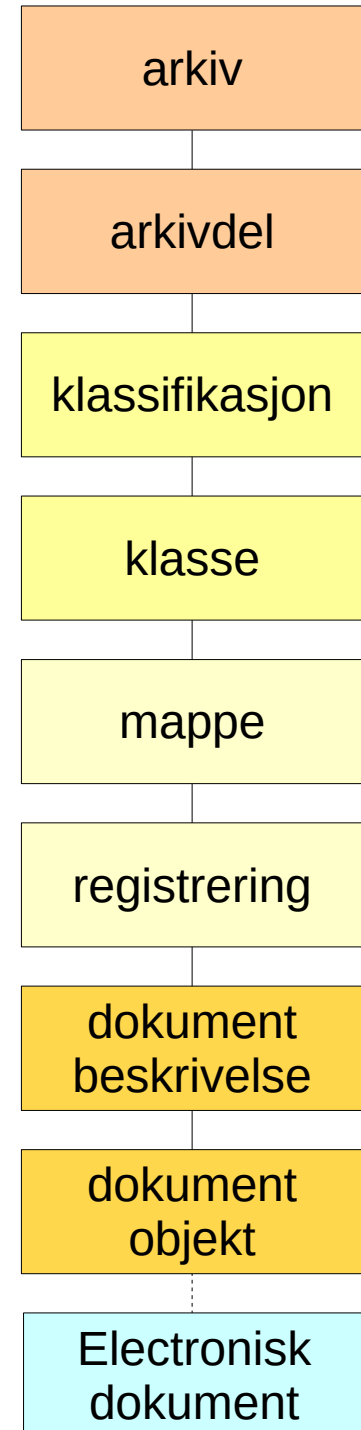 arkiv
arkivdel
klassifikasjon
klasse
mappe
registrering
dokument
beskrivelse
dokument
objekt
Electronisk
dokument